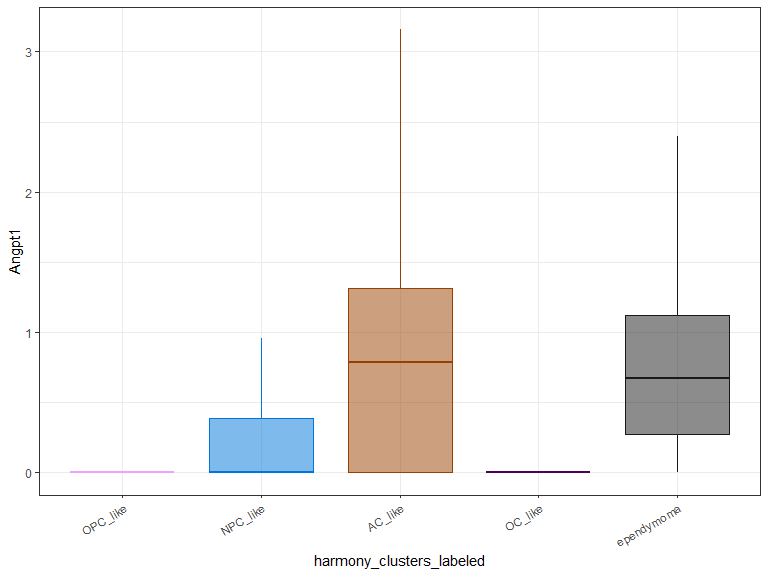 3
2
1
0
Angpt1
OPC_like
NPC_like
AC_like
OC_like
ependymoma
harmony_clusters_labeled